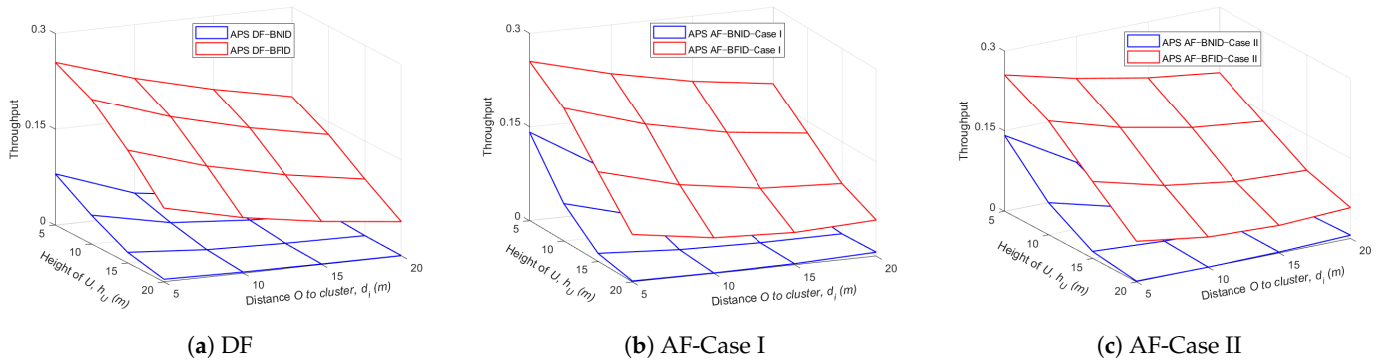 0.3
APS DF-BNID
APS DF-BFID
0.15
Throughput
0
5
10
15
20
Height of U, h_U (m)
5
10
15
20
Distance O to cluster, d_i (m)
(a) DF
0.3
APS AF-BNID-Case I
APS AF-BFID-Case I
0.15
Throughput
0
5
10
15
20
Height of U, h_U (m)
5
10
15
20
Distance O to cluster, d_i (m)
(b) AF-Case I
0.3
APS AF-BNID-Case II
APS AF-BFID-Case II
0.15
Throughput
0
5
10
15
20
Height of U, h_U (m)
5
10
15
20
Distance O to cluster, d_i (m)
(c) AF-Case II